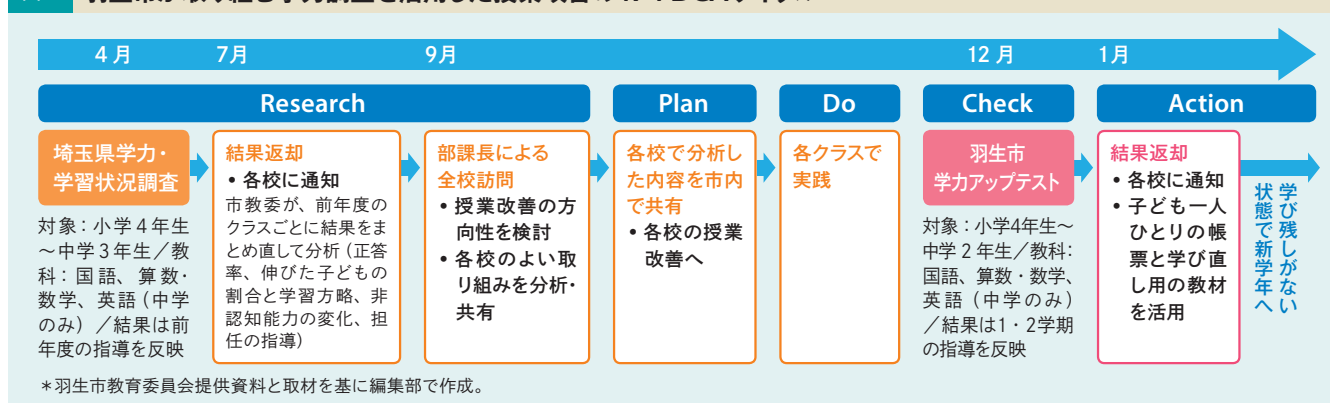 4月
7月
9月
12月
1月
Research
Plan
Do
Check
Action
埼玉県学力・
学習状況調査
対象:小学4年生
~中学3年生/教
科:国語、算数・
数学、英語(中学
のみ)/結果は前
年度の指導を反映
結果返却
• 各校に通知
市教委が、前年度の
クラスごとに結果をま
とめ直して分析(正答
率、伸びた子どもの
割合と学習方略、非
認知能力の変化、担
任の指導)
部課長による
全校訪問
• 授業改善の方
向性を検討
• 各校のよい取
り組みを分析・
共有
各校で分析し
た内容を市内
で共有
• 各校の授業
改善へ
各クラスで
実践
羽生市
学力アップテスト
対象:小学4年生~
中学2年生/教科:
国語、算数・数学、
英語(中学のみ)
/結果は1・2学期
の指導を反映
結果返却
• 各校に通知
• 子ども一人
ひとりの帳
票と学び直
し用の教材
を活用
学び残しがない
状態で新学年へ
*羽生市教育委員会提供資料と取材を基に編集部で作成。